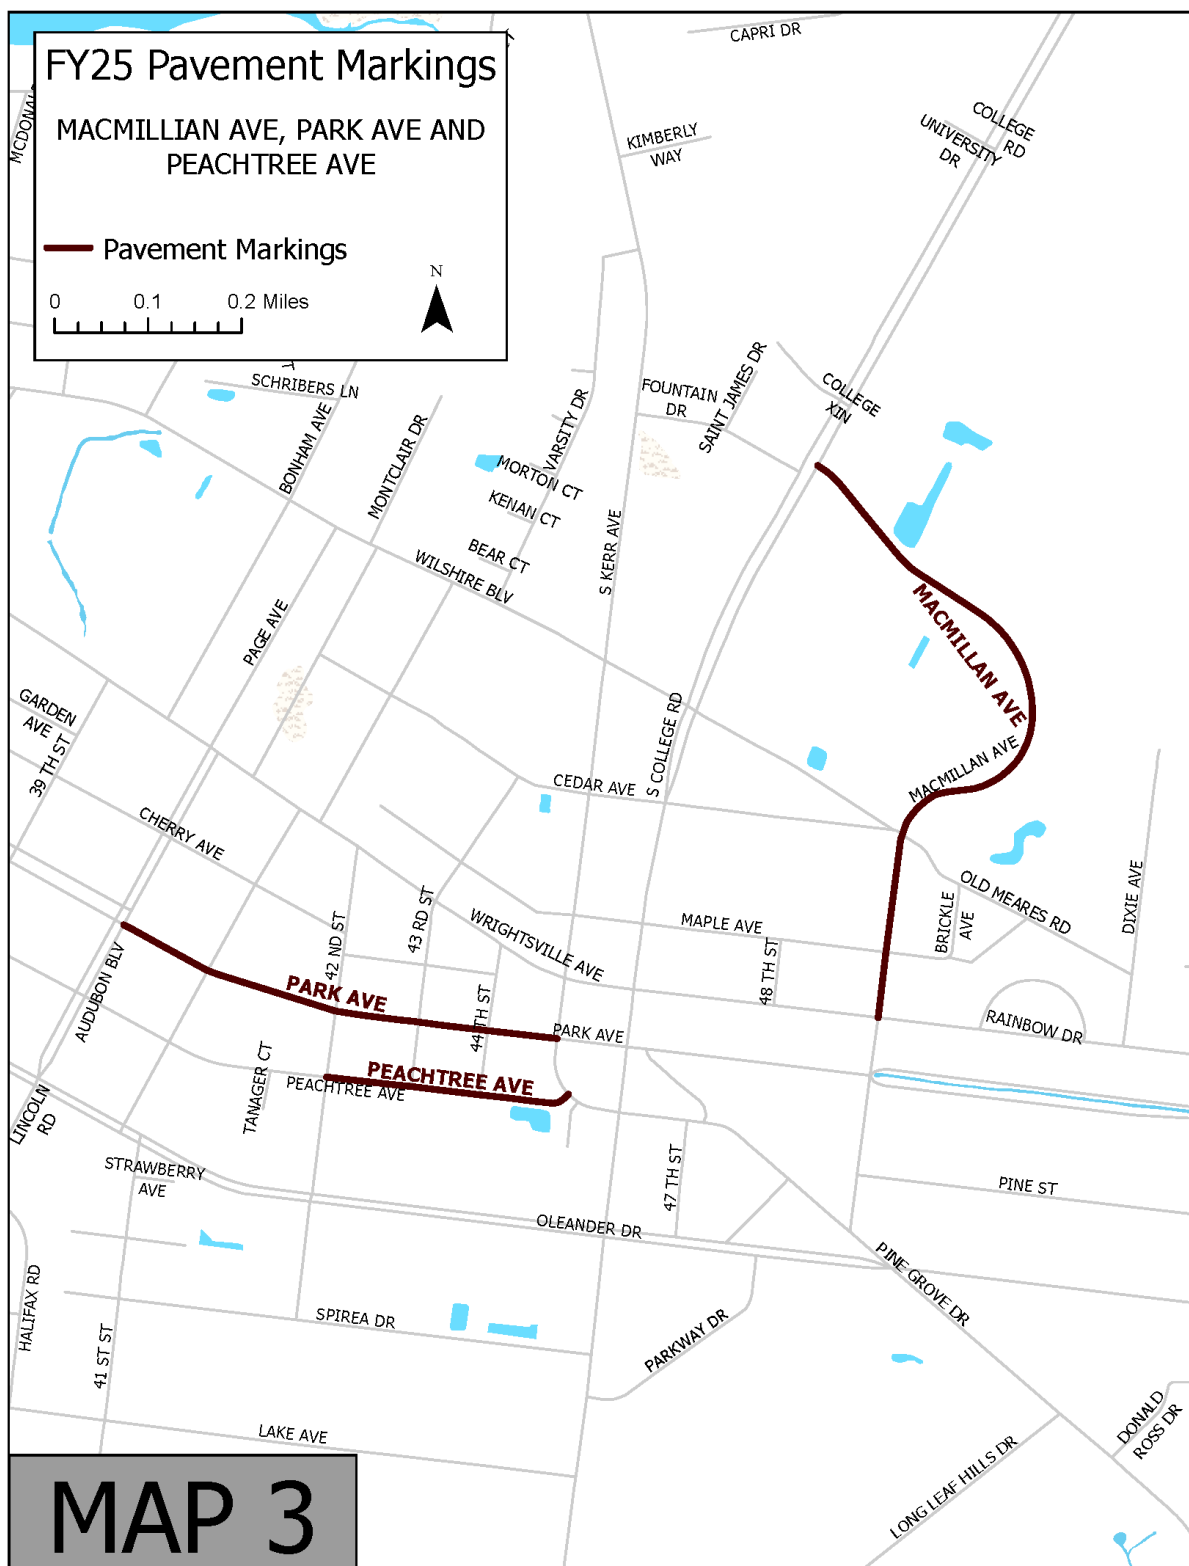 FY25 Pavement Markings
MACMILLIAN AVE, PARK AVE AND
PEACHTREE AVE
Pavement Markings
0 0.1 0.2 Miles
N
CAPRI DR
KIMBERLY
WAY
COLLEGE
RD
UNIVERSITY
DR
SCHRIBERS LN
BONHAM AVE
MONTCLAIR DR
VARSITY DR
MORTON CT
KENAN CT
BEAR CT
FOUNTAIN
DR
SAINT JAMES DR
COLLEGE
XIN
S KERR AVE
WILSHIRE BLV
PAGE AVE
MACMILLAN AVE
MACMILLAN AVE
GARDEN
AVE
39 TH ST
S COLLEGE RD
CEDAR AVE
CHERRY AVE
43 RD ST
42 ND ST
WRIGHTSVILLE AVE
MAPLE AVE
48 TH ST
BRICKLE
AVE
OLD MEARES RD
DIXIE AVE
AUDUBON BLV
PARK AVE
44 TH ST
PARK AVE
RAINBOW DR
TANAGER CT
PEACHTREE AVE
PEACHTREE AVE
LINCOLN
RD
STRAWBERRY
AVE
47 TH ST
PINE ST
OLEANDER DR
PINE GROVE DR
HALIFAX RD
SPIREA DR
41 ST ST
PARKWAY DR
LAKE AVE
DONALD
ROSS DR
LONG LEAF HILLS DR
MAP 3